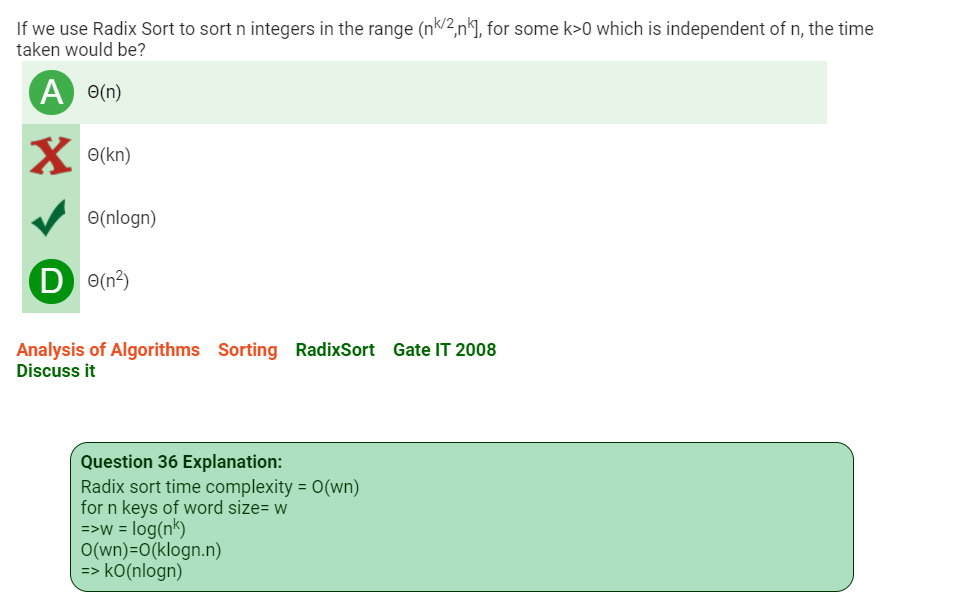 If we use Radix Sort to sort n integers in the range (n^k/2,n^k], for some k>0 which is independent of n, the time
taken would be?
A Θ(n)
X Θ(kn)
✓ Θ(nlogn)
D Θ(n²)
Analysis of Algorithms Sorting RadixSort Gate IT 2008
Discuss it
Question 36 Explanation:
Radix sort time complexity = O(wn)
for n keys of word size= w
=>w = log(n^k)
O(wn)=O(klogn.n)
=> kO(nlogn)